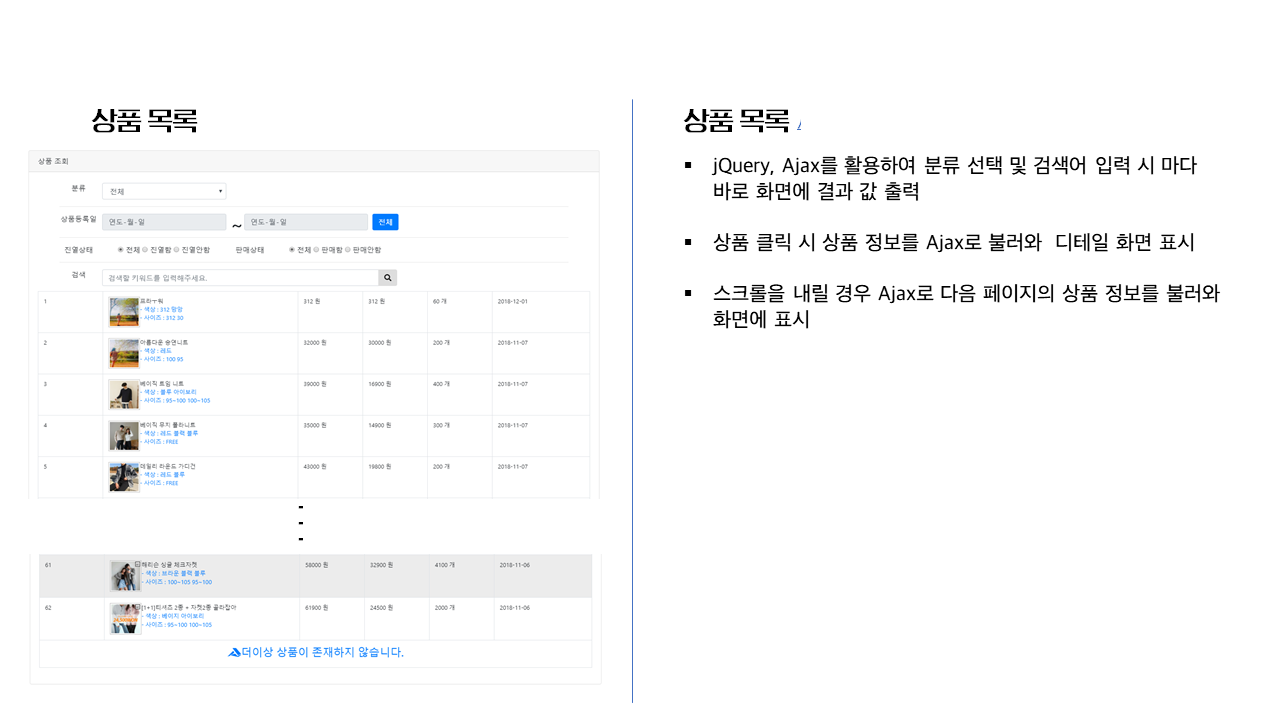 상품 목록
상품 조회
분류 전체
상품등록일 연도-월-일 ~ 연도-월-일 전체
진열상태 전체 진열함 진열안함 판매상태 전체 판매함 판매안함
검색 검색할 키워드를 입력해주세요.
1 프라ㅜ워 312 원 312 원 60 개 2018-12-01
- 색상 : 312 망망
- 사이즈 : 312 30
2 아름다운 승연니트 32000 원 30000 원 200 개 2018-11-07
- 색상 : 레드
- 사이즈 : 100 95
3 베이직 트임 니트 39000 원 16900 원 400 개 2018-11-07
- 색상 : 블루 아이보리
- 사이즈 : 95~100 100~105
4 베이직 무지 폴라니트 35000 원 14900 원 300 개 2018-11-07
- 색상 : 레드 블랙 블루
- 사이즈 : FREE
5 데일리 라운드 가디건 43000 원 19800 원 200 개 2018-11-07
- 색상 : 레드 블루
- 사이즈 : FREE
61 해리슨 싱글 체크자켓 58000 원 32900 원 4100 개 2018-11-06
- 색상 : 브라운 블랙 블루
- 사이즈 : 100~105 95~100
62 [1+1]티셔츠 2종 + 자켓2종 골라잡아 61900 원 24500 원 2000 개 2018-11-06
- 색상 : 베이지 아이보리
- 사이즈 : 95~100 100~105
더이상 상품이 존재하지 않습니다.
상품 목록
jQuery, Ajax를 활용하여 분류 선택 및 검색어 입력 시 마다
바로 화면에 결과 값 출력
상품 클릭 시 상품 정보를 Ajax로 불러와 디테일 화면 표시
스크롤을 내릴 경우 Ajax로 다음 페이지의 상품 정보를 불러와
화면에 표시